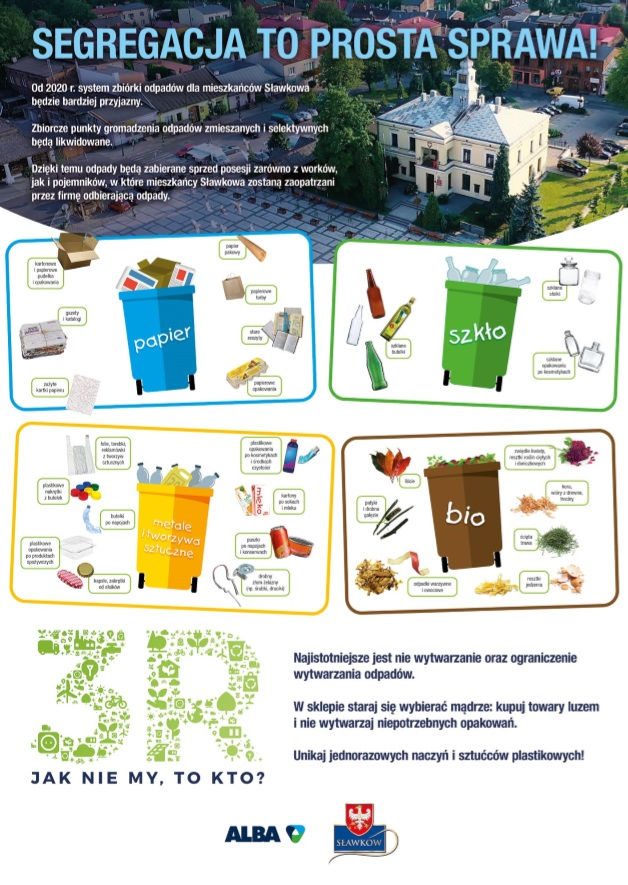 SEGREGACJA TO PROSTA SPRAWA!
Od 2020 r. system zbiórki odpadów dla mieszkańców Sławkowa
będzie bardziej przyjazny.
Zbiorcze punkty gromadzenia odpadów zmieszanych i selektywnych
będą likwidowane.
Dzięki temu odpady będą zabierane sprzed posesji zarówno z worków,
jak i pojemników, w które mieszkańcy Sławkowa zostaną zaopatrzani
przez firmę odbierającą odpady.
kartonowe
i papierowe
pudełka
i opakowania
gazety
i katalogi
zużyte
kartki papieru
papier
papier
pakowy
papierowe
torby
stare
zeszyty
papierowe
opakowania
szklane
butelki
szkło
szklane
słoiki
szklane
opakowania
po kosmetykach
folie, torebki,
reklamówki
z tworzyw
sztucznych
plastikowe
nakrętki
z butelek
butelki
po napojach
plastikowe
opakowania
po produktach
spożywczych
kapsle, zakrętki
od słoików
metale
i tworzywa
sztuczne
plastikowe
opakowania
po kosmetykach
i środkach
czystości
mleko
kartony
po sokach
i mleku
puszki
po napojach
i konserwach
drobny
złom żelazny
(np. śrubki, druciki)
liście
patyki
i drobne
gałęzie
odpadki warzywne
i owocowe
bio
zwiędłe kwiaty,
resztki roślin ciętych
i doniczkowych
kora,
wióry z drewna,
trociny
ścięta
trawa
resztki
jedzenia
3R
JAK NIE MY, TO KTO?
Najistotniejsze jest nie wytwarzanie oraz ograniczenie
wytwarzania odpadów.
W sklepie staraj się wybierać mądrze: kupuj towary luzem
i nie wytwarzaj niepotrzebnych opakowań.
Unikaj jednorazowych naczyń i sztućców plastikowych!
ALBA
SŁAWKÓW